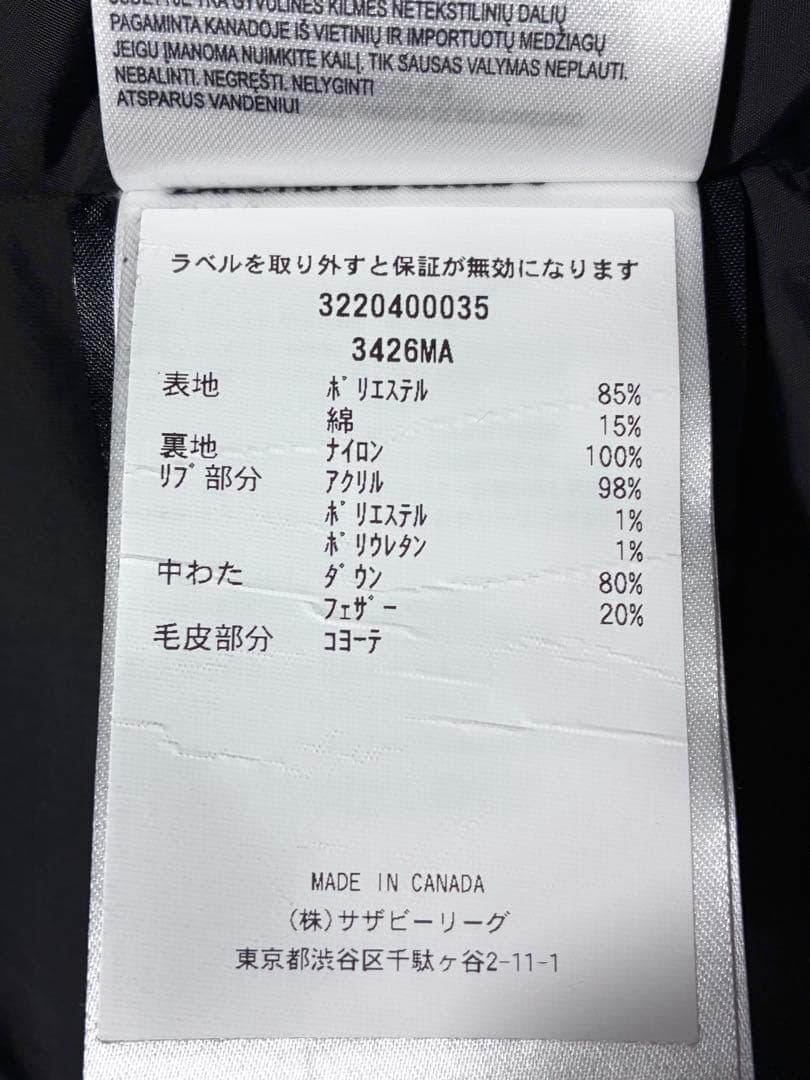 YRA GYVULINĖS KILMĖS NETEKSTILINIŲ DALIŲ
PAGAMINTA KANADOJE IŠ VIETINIŲ IR IMPORTUOTŲ MEDŽIAGŲ
JEIGU ĮMANOMA NUIMKITE KAILĮ. TIK SAUSAS VALYMAS NEPLAUTI.
NEBALINTI. NEGRĘŠTI. NELYGINTI
ATSPARUS VANDENIUI
ラベルを取り外すと保証が無効になります
3220400035
3426MA
表地 ﾎﾟﾘｴｽﾃﾙ 85%
綿 15%
裏地 ﾅｲﾛﾝ 100%
ﾘﾌﾞ部分 ｱｸﾘﾙ 98%
ﾎﾟﾘｴｽﾃﾙ 1%
ﾎﾟﾘｳﾚﾀﾝ 1%
中わた ﾀﾞｳﾝ 80%
ﾌｪｻﾞｰ 20%
毛皮部分 ｺﾖｰﾃ
MADE IN CANADA
(株)サザビーリーグ
東京都渋谷区千駄ヶ谷2-11-1